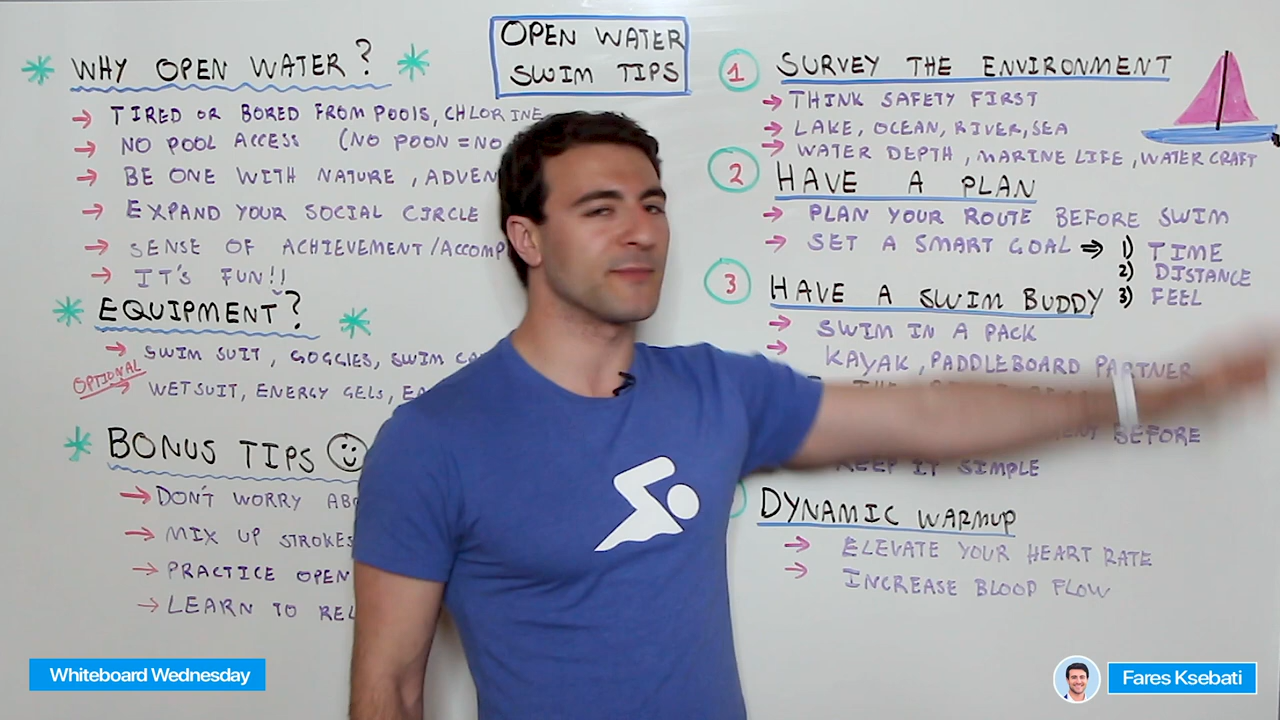 OPEN WATER
SWIM TIPS
WHY OPEN WATER?
→ TIRED OR BORED FROM POOLS, CHLORINE
→ NO POOL ACCESS (NO POON = NO
→ BE ONE WITH NATURE, ADVEN
→ EXPAND YOUR SOCIAL CIRCLE
→ SENSE OF ACHIEVEMENT/ACCOMP
→ IT'S FUN!!
EQUIPMENT?
→ SWIM SUIT, GOGGLES, SWIM CA
OPTIONAL → WETSUIT, ENERGY GELS, EA
BONUS TIPS
→ DON'T WORRY ABO
→ MIX UP STROKES
→ PRACTICE OPEN
→ LEARN TO REL
1 SURVEY THE ENVIRONMENT
→ THINK SAFETY FIRST
→ LAKE, OCEAN, RIVER, SEA
→ WATER DEPTH, MARINE LIFE, WATER CRAFT
2 HAVE A PLAN
→ PLAN YOUR ROUTE BEFORE SWIM
→ SET A SMART GOAL ⇒ 1) TIME
2) DISTANCE
3) FEEL
3 HAVE A SWIM BUDDY
→ SWIM IN A PACK
→ KAYAK, PADDLEBOARD PARTNER
BEFORE
KEEP IT SIMPLE
DYNAMIC WARMUP
→ ELEVATE YOUR HEART RATE
→ INCREASE BLOOD FLOW
Whiteboard Wednesday
Fares Ksebati